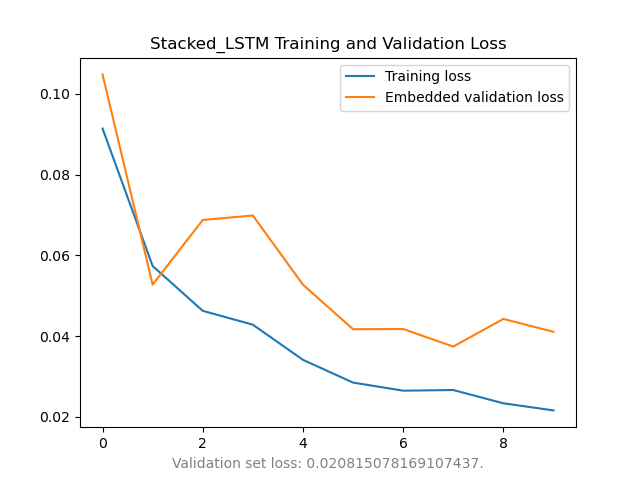 Stacked_LSTM Training and Validation Loss
Training loss
Embedded validation loss
0.10
0.08
0.06
0.04
0.02
0 2 4 6 8
Validation set loss: 0.020815078169107437.